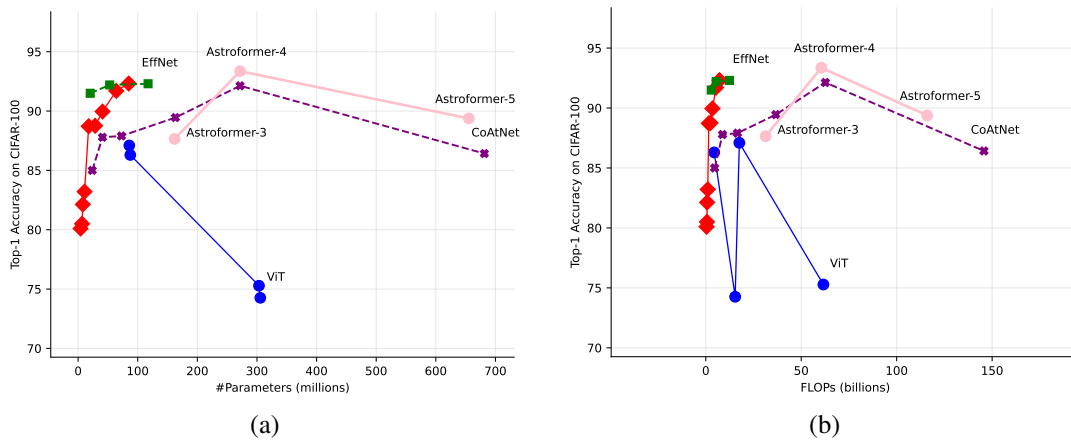 95
90
85
80
75
70
0
100
200
300
400
500
600
700
Top-1 Accuracy on CIFAR-100
#Parameters (millions)
EffNet
Astroformer-4
Astroformer-5
Astroformer-3
CoAtNet
ViT
(a)
95
90
85
80
75
70
0
50
100
150
Top-1 Accuracy on CIFAR-100
FLOPs (billions)
EffNet
Astroformer-4
Astroformer-5
Astroformer-3
CoAtNet
ViT
(b)